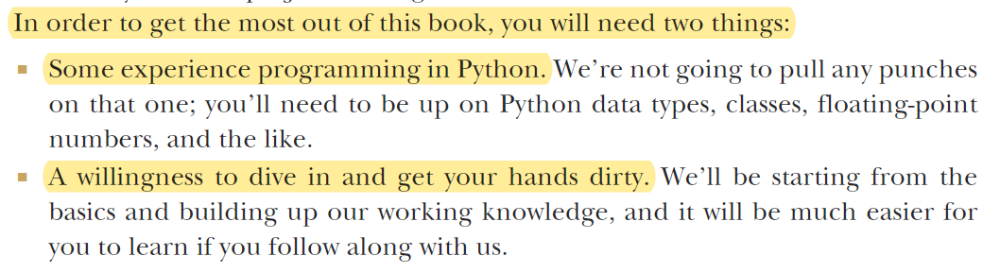 In order to get the most out of this book, you will need two things:
▪ Some experience programming in Python. We’re not going to pull any punches
on that one; you’ll need to be up on Python data types, classes, floating-point
numbers, and the like.
▪ A willingness to dive in and get your hands dirty. We’ll be starting from the
basics and building up our working knowledge, and it will be much easier for
you to learn if you follow along with us.